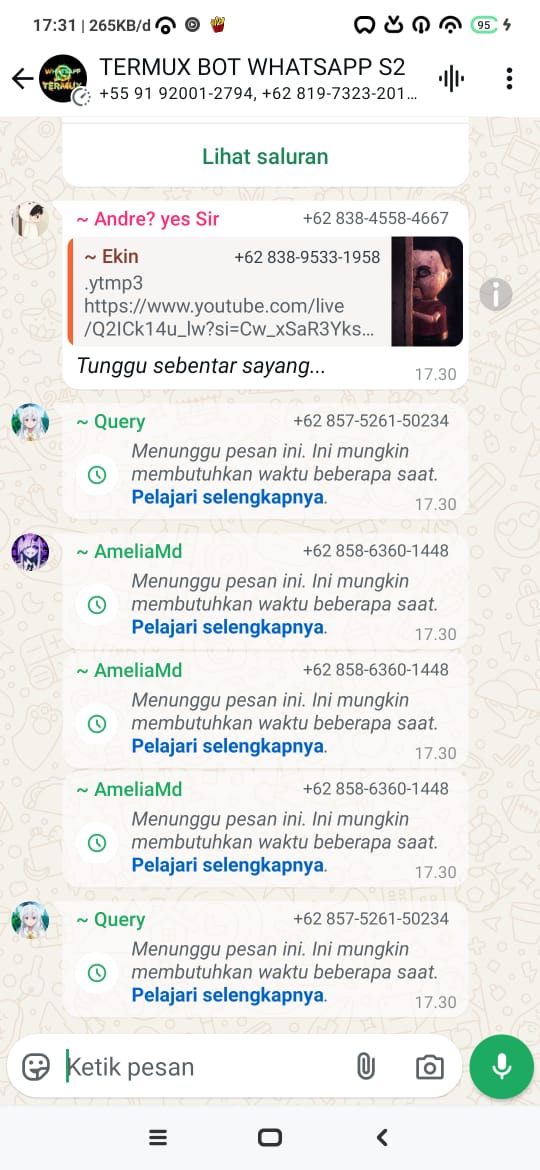 17:31 | 265KB/d
95
TERMUX BOT WHATSAPP S2
+55 91 92001-2794, +62 819-7323-201...
Lihat saluran
~ Andre? yes Sir +62 838-4558-4667
~ Ekin +62 838-9533-1958
.ytmp3
https://www.youtube.com/live
/Q2ICk14u_lw?si=Cw_xSaR3Yks...
Tunggu sebentar sayang...
17.30
~ Query +62 857-5261-50234
Menunggu pesan ini. Ini mungkin
membutuhkan waktu beberapa saat.
Pelajari selengkapnya.
17.30
~ AmeliaMd +62 858-6360-1448
Menunggu pesan ini. Ini mungkin
membutuhkan waktu beberapa saat.
Pelajari selengkapnya.
17.30
~ AmeliaMd +62 858-6360-1448
Menunggu pesan ini. Ini mungkin
membutuhkan waktu beberapa saat.
Pelajari selengkapnya.
17.30
~ AmeliaMd +62 858-6360-1448
Menunggu pesan ini. Ini mungkin
membutuhkan waktu beberapa saat.
Pelajari selengkapnya.
17.30
~ Query +62 857-5261-50234
Menunggu pesan ini. Ini mungkin
membutuhkan waktu beberapa saat.
Pelajari selengkapnya.
17.30
Ketik pesan